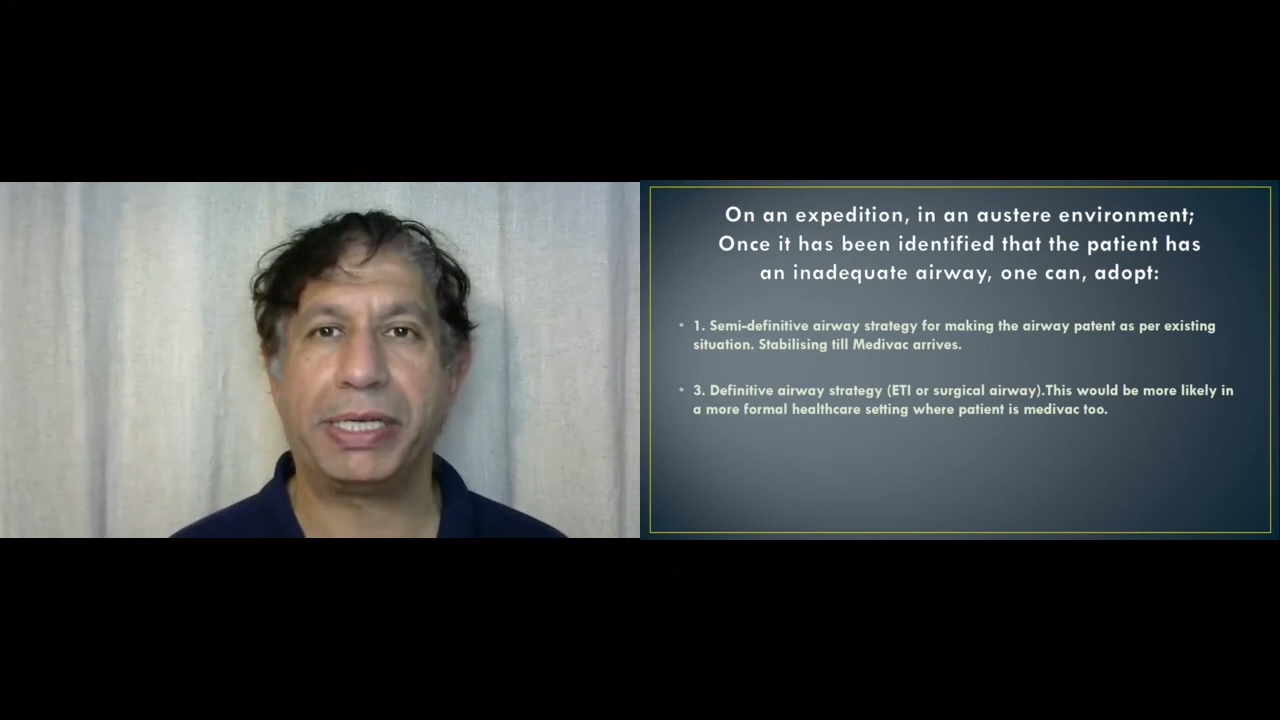 On an expedition, in an austere environment;
Once it has been identified that the patient has
an inadequate airway, one can, adopt:
• 1. Semi-definitive airway strategy for making the airway patent as per existing
situation. Stabilising till Medivac arrives.
• 3. Definitive airway strategy (ETI or surgical airway).This would be more likely in
a more formal healthcare setting where patient is medivac too.